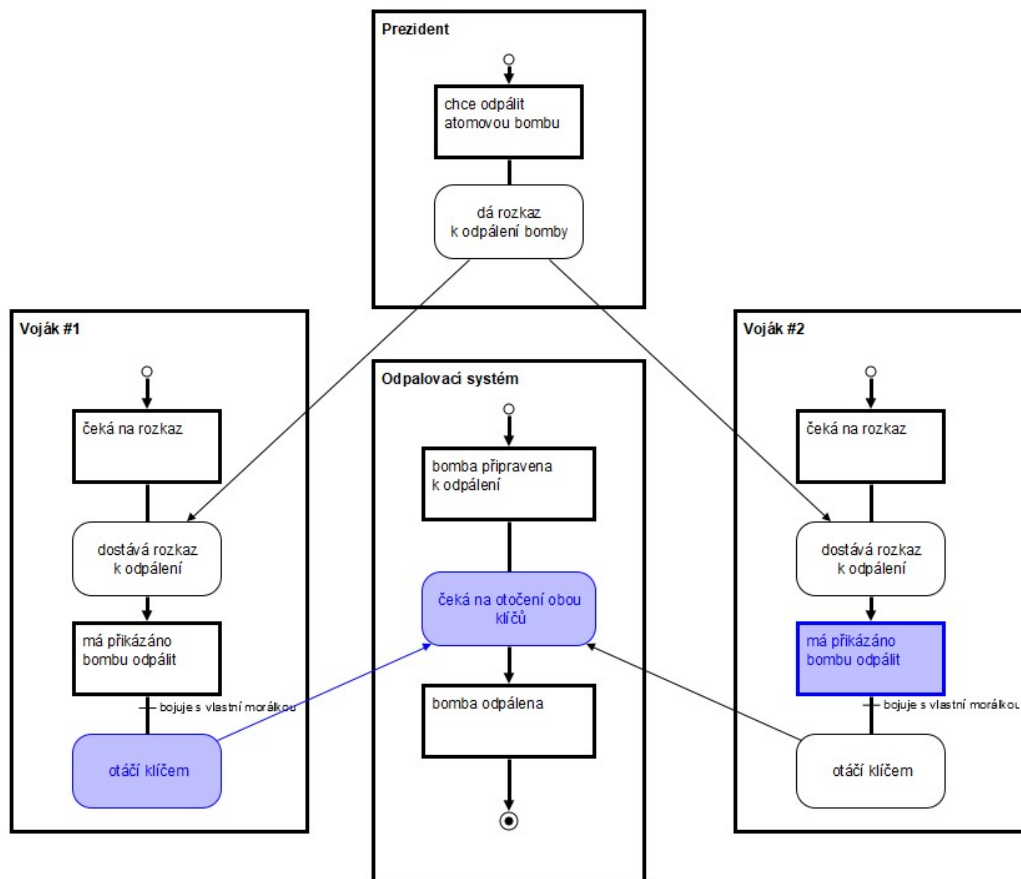 Prezident
chce odpálit
atomovou bombu
dá rozkaz
k odpálení bomby
Voják #1
čeká na rozkaz
dostává rozkaz
k odpálení
má přikázáno
bombu odpálit
bojuje s vlastní morálkou
otáčí klíčem
Odpalovací systém
bomba připravena
k odpálení
čeká na otočení obou
klíčů
bomba odpálena
Voják #2
čeká na rozkaz
dostává rozkaz
k odpálení
má přikázáno
bombu odpálit
bojuje s vlastní morálkou
otáčí klíčem